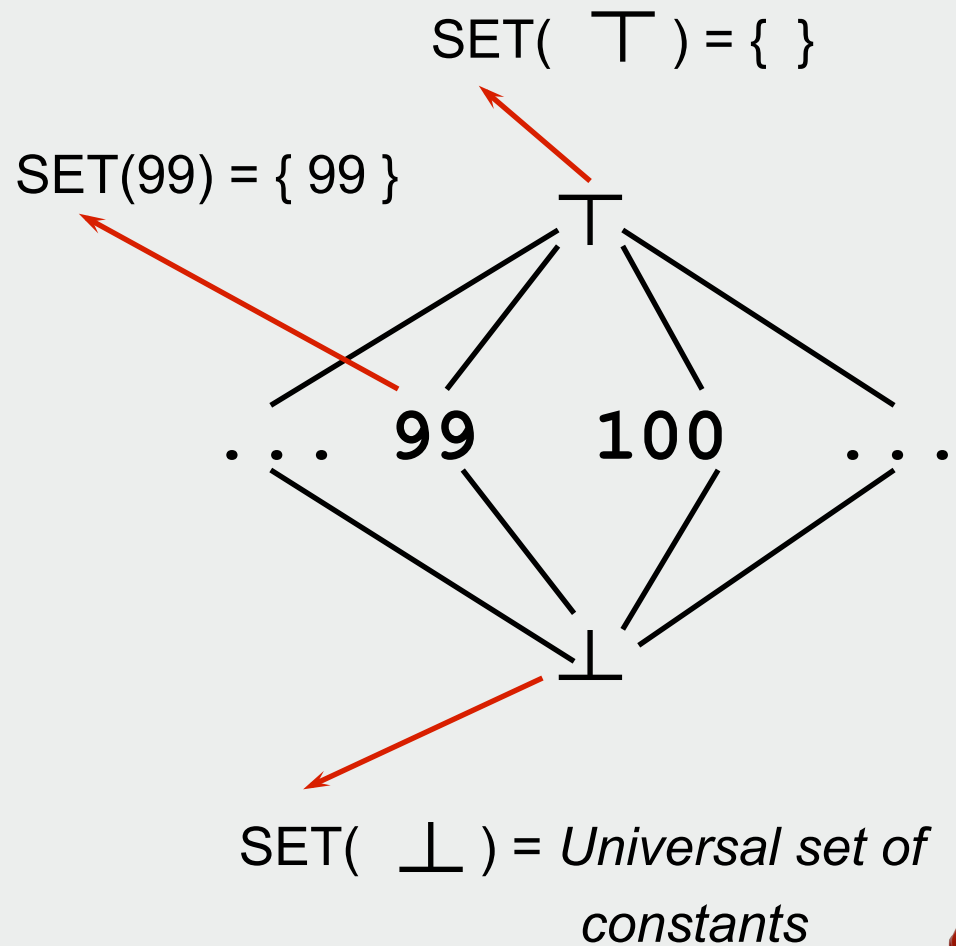 SET( ⊤ ) = { }
SET(99) = { 99 }
⊤
... 99 100 ...
⊥
SET( ⊥ ) = Universal set of
constants